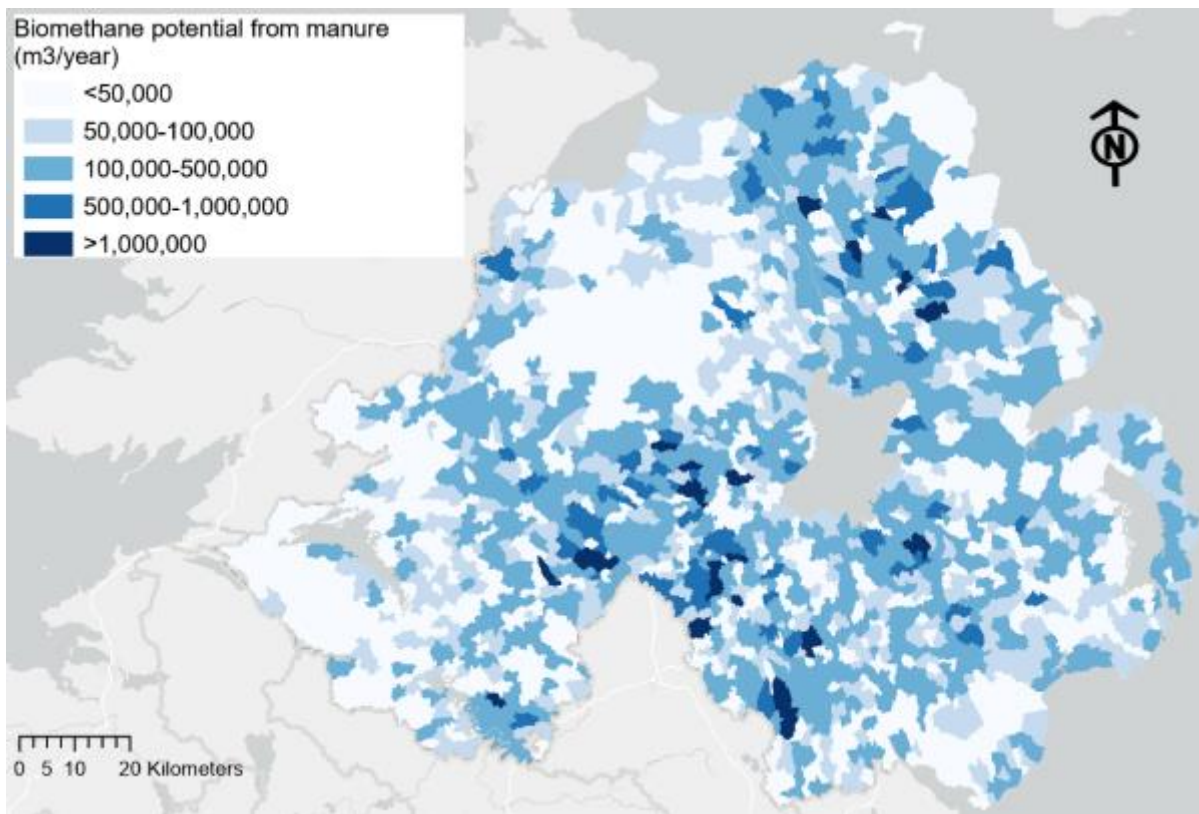 Biomethane potential from manure
(m3/year)
<50,000
50,000-100,000
100,000-500,000
500,000-1,000,000
>1,000,000
N
0 5 10 20 Kilometers